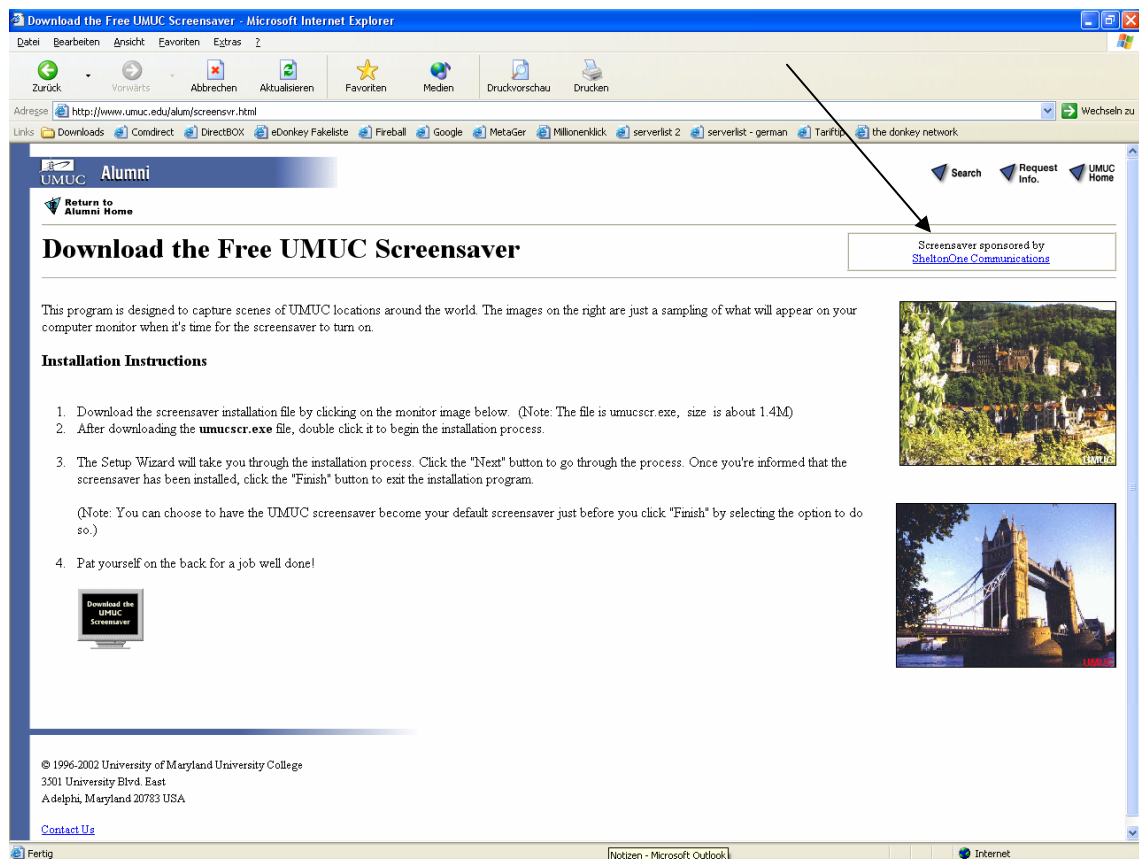 Download the Free UMUC Screensaver - Microsoft Internet Explorer
Datei Bearbeiten Ansicht Favoriten Extras ?
Zurück Vorwärts Abbrechen Aktualisieren Favoriten Medien Druckvorschau Drucken
Adresse http://www.umuc.edu/alum/screensvr.html Wechseln zu
Links Downloads Comdirect DirectBOX eDonkey Fakeliste Fireball Google MetaGer Millionenklick serverlist 2 serverlist - german Tariftip the donkey network
UMUC Alumni
Search Request Info. UMUC Home
Return to
Alumni Home
Download the Free UMUC Screensaver
Screensaver sponsored by
SheltonOne Communications
This program is designed to capture scenes of UMUC locations around the world. The images on the right are just a sampling of what will appear on your
computer monitor when it's time for the screensaver to turn on.
Installation Instructions
1. Download the screensaver installation file by clicking on the monitor image below. (Note: The file is umucscr.exe, size is about 1.4M)
2. After downloading the umucscr.exe file, double click it to begin the installation process.
3. The Setup Wizard will take you through the installation process. Click the "Next" button to go through the process. Once you're informed that the
screensaver has been installed, click the "Finish" button to exit the installation program.
(Note: You can choose to have the UMUC screensaver become your default screensaver just before you click "Finish" by selecting the option to do
so.)
4. Pat yourself on the back for a job well done!
Download the
UMUC
Screensaver
UMUC
UMUC
© 1996-2002 University of Maryland University College
3501 University Blvd. East
Adelphi, Maryland 20783 USA
Contact Us
Fertig Notizen - Microsoft Outlook Internet